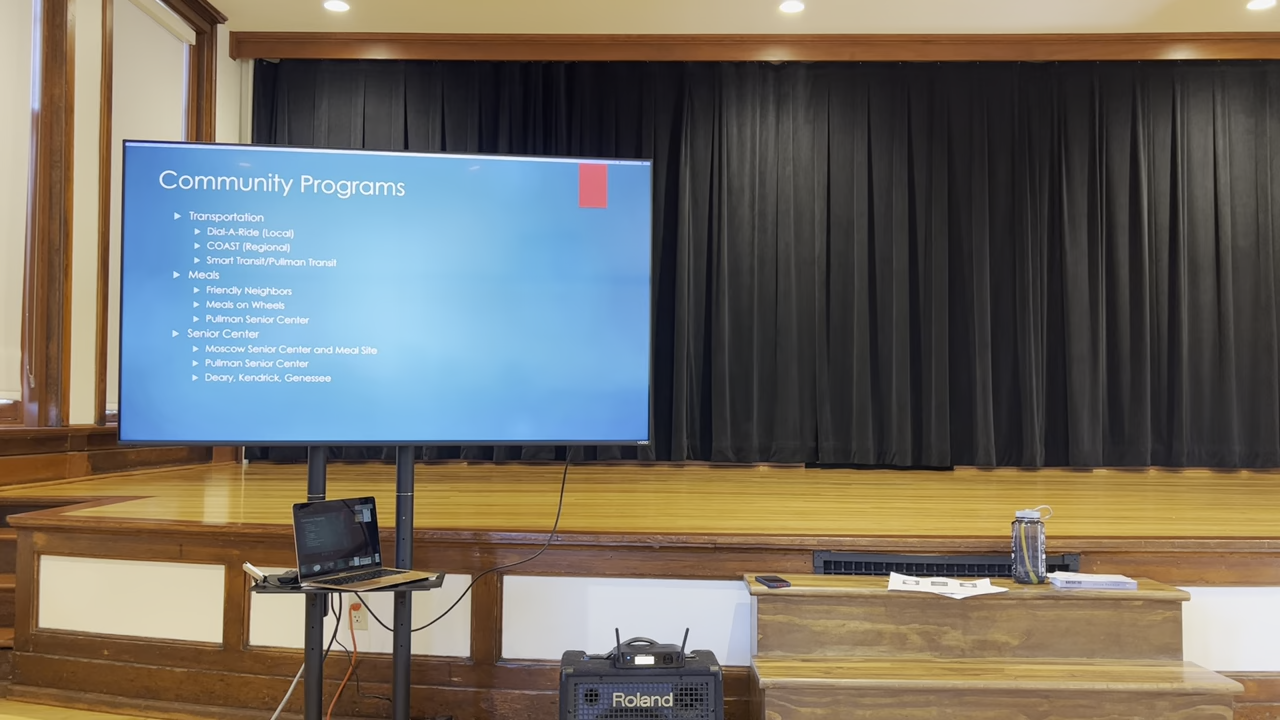 Community Programs
Transportation
Dial-A-Ride (Local)
COAST (Regional)
Smart Transit/Pullman Transit
Meals
Friendly Neighbors
Meals on Wheels
Pullman Senior Center
Senior Center
Moscow Senior Center and Meal Site
Pullman Senior Center
Deary, Kendrick, Genessee
VIZIO
Roland